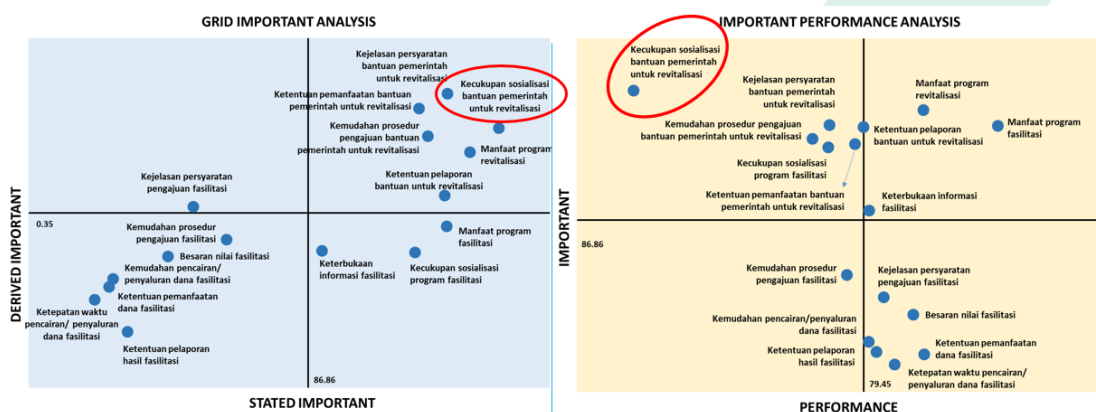 GRID IMPORTANT ANALYSIS
Kejelasan persyaratan
bantuan pemerintah
untuk revitalisasi
Kecukupan sosialisasi
bantuan pemerintah
untuk revitalisasi
Ketentuan pemanfaatan bantuan
pemerintah untuk revitalisasi
Kemudahan prosedur
pengajuan bantuan
pemerintah untuk revitalisasi
Manfaat program
revitalisasi
Ketentuan pelaporan
bantuan untuk revitalisasi
Kejelasan persyaratan
pengajuan fasilitasi
0.35
Kemudahan prosedur
pengajuan fasilitasi
Besaran nilai fasilitasi
Kemudahan pencairan/
penyaluran dana fasilitasi
Ketentuan pemanfaatan
dana fasilitasi
Ketepatan waktu
pencairan/ penyaluran
dana fasilitasi
Ketentuan pelaporan
hasil fasilitasi
Keterbukaan
informasi fasilitasi
Manfaat program
fasilitasi
Kecukupan sosialisasi
program fasilitasi
86.86
DERIVED IMPORTANT
STATED IMPORTANT
IMPORTANT PERFORMANCE ANALYSIS
Kecukupan sosialisasi
bantuan pemerintah
untuk revitalisasi
Kejelasan persyaratan
bantuan pemerintah
untuk revitalisasi
Manfaat program
revitalisasi
Kemudahan prosedur pengajuan
bantuan pemerintah untuk revitalisasi
Ketentuan pelaporan
bantuan untuk revitalisasi
Manfaat program
fasilitasi
Kecukupan sosialisasi
program fasilitasi
Ketentuan pemanfaatan bantuan
pemerintah untuk revitalisasi
Keterbukaan informasi
fasilitasi
86.86
Kemudahan prosedur
pengajuan fasilitasi
Kejelasan persyaratan
pengajuan fasilitasi
Besaran nilai fasilitasi
Kemudahan pencairan/penyaluran
dana fasilitasi
Ketentuan pelaporan
hasil fasilitasi
Ketentuan pemanfaatan
dana fasilitasi
Ketepatan waktu pencairan/
penyaluran dana fasilitasi
79.45
IMPORTANT
PERFORMANCE